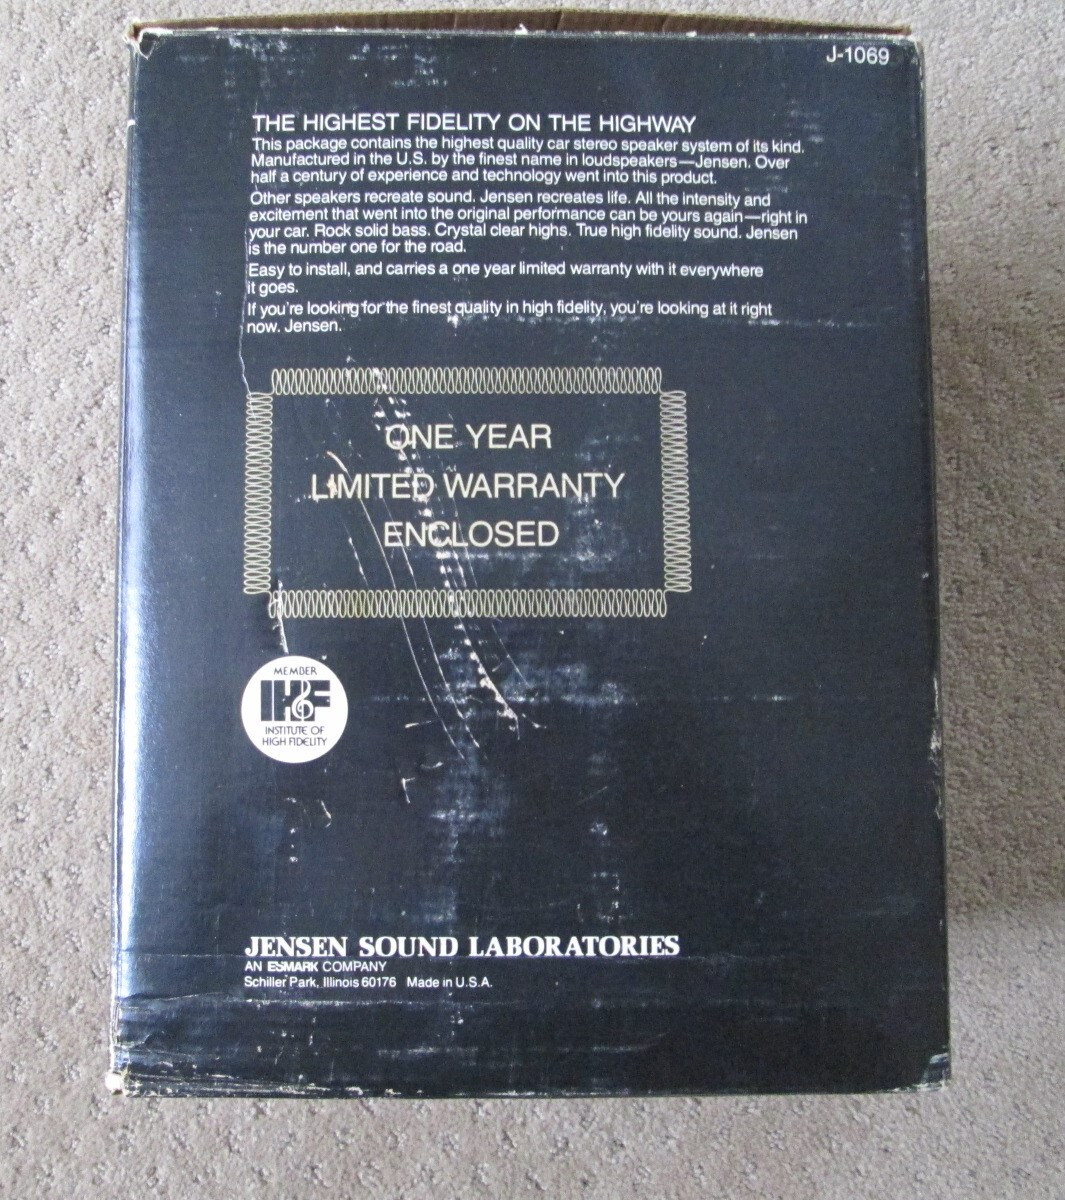 J-1069
THE HIGHEST FIDELITY ON THE HIGHWAY
This package contains the highest quality car stereo speaker system of its kind.
Manufactured in the U.S. by the finest name in loudspeakers—Jensen. Over
half a century of experience and technology went into this product.
Other speakers recreate sound. Jensen recreates life. All the intensity and
excitement that went into the original performance can be yours again—right in
your car. Rock solid bass. Crystal clear highs. True high fidelity sound. Jensen
is the number one for the road.
Easy to install, and carries a one year limited warranty with it everywhere
it goes.
If you're looking for the finest quality in high fidelity, you're looking at it right
now. Jensen.
ONE YEAR
LIMITED WARRANTY
ENCLOSED
MEMBER
IHF
INSTITUTE OF
HIGH FIDELITY
JENSEN SOUND LABORATORIES
AN ESMARK COMPANY
Schiller Park, Illinois 60176 Made in U.S.A.